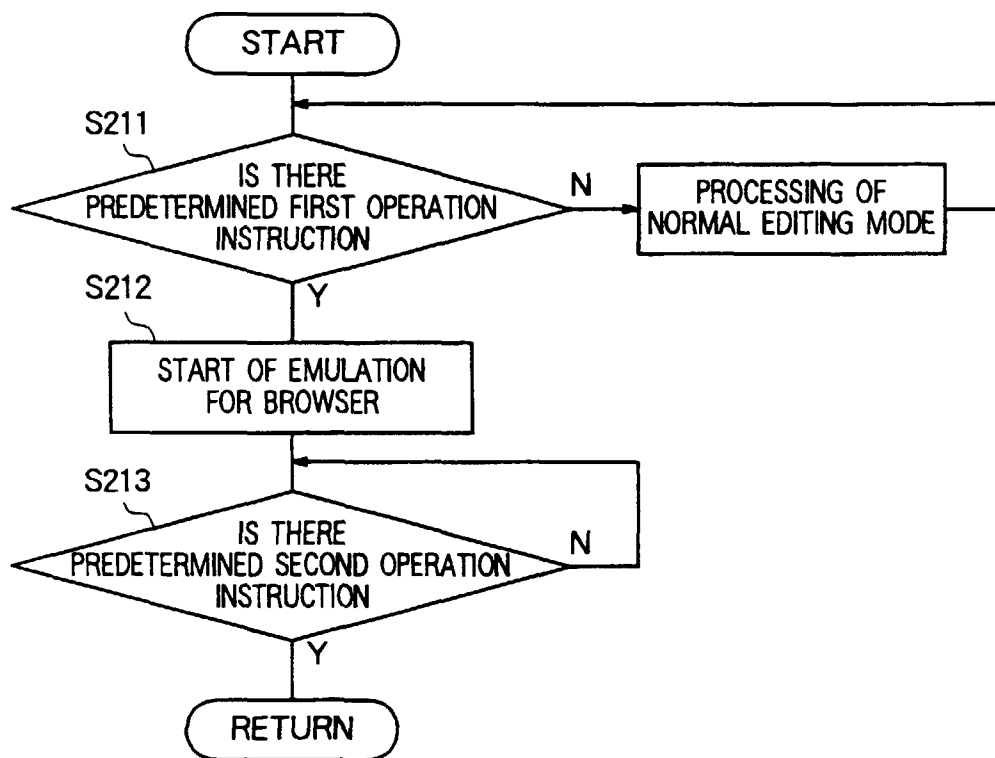 START
S211
IS THERE
PREDETERMINED FIRST OPERATION
INSTRUCTION
N
PROCESSING OF
NORMAL EDITING MODE
Y
S212
START OF EMULATION
FOR BROWSER
S213
IS THERE
PREDETERMINED SECOND OPERATION
INSTRUCTION
N
Y
RETURN